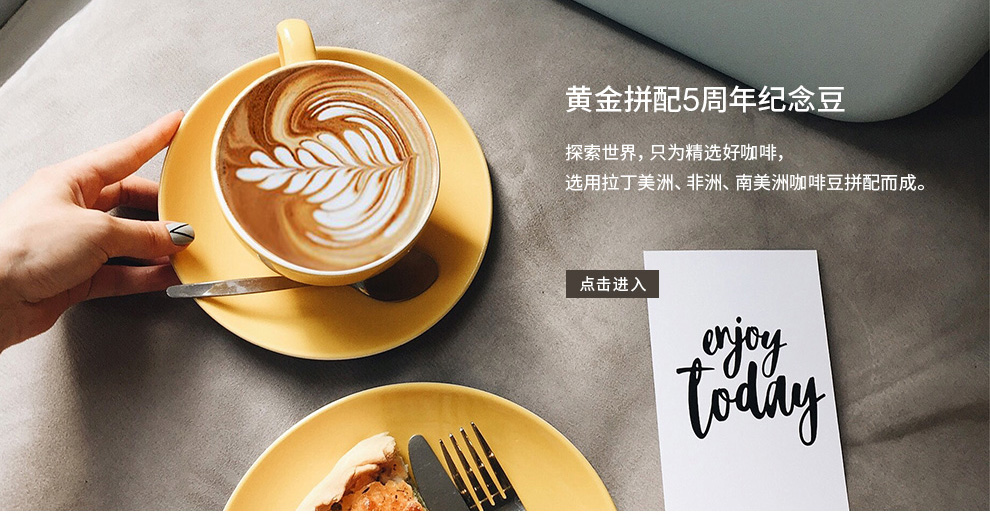 黄金拼配5周年纪念豆
探索世界，只为精选好咖啡，
选用拉丁美洲、非洲、南美洲咖啡豆拼配而成。
点击进入
enjoy
today